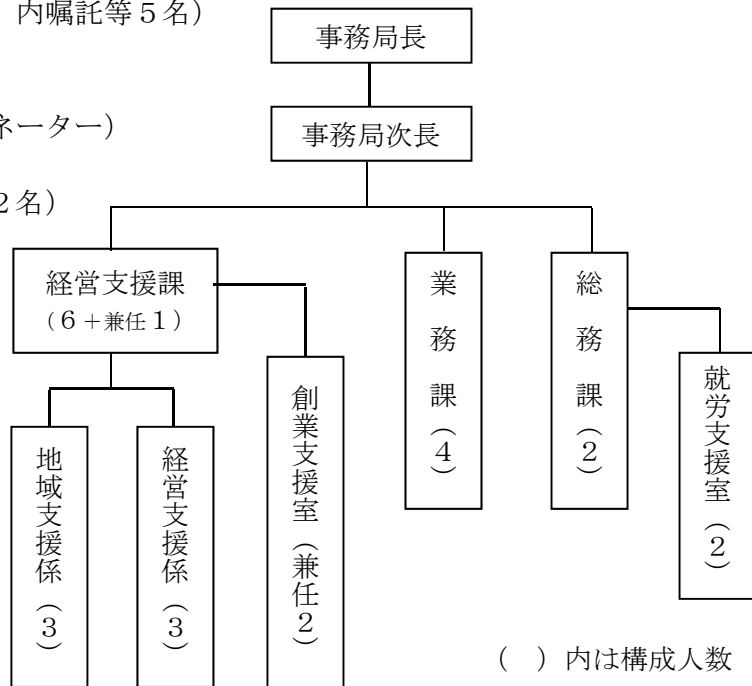 内嘱託等５名）
事務局長
ネーター）
事務局次長
２名）
経営支援課
（６＋兼任１）
業務課（４）
総務課（２）
創業支援室（兼任２）
就労支援室（２）
地域支援係（３）
経営支援係（３）
（　）内は構成人数